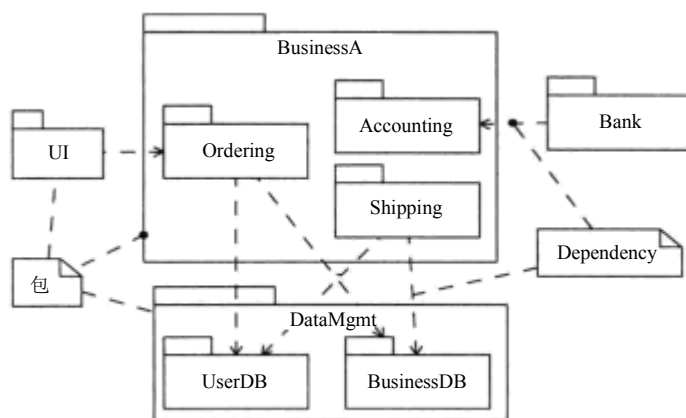 BusinessA
Accounting
Bank
UI
Ordering
Shipping
包
Dependency
DataMgmt
UserDB
BusinessDB